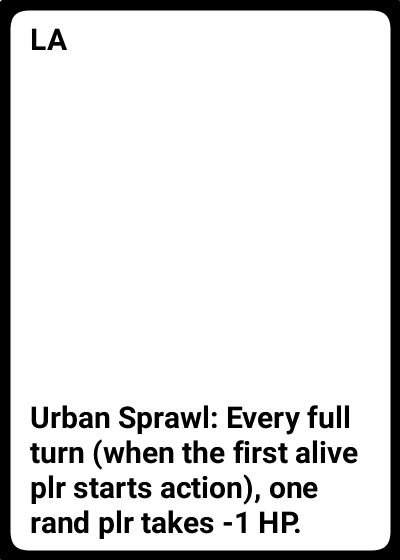 LA
Urban Sprawl: Every full
turn (when the first alive
plr starts action), one
rand plr takes -1 HP.